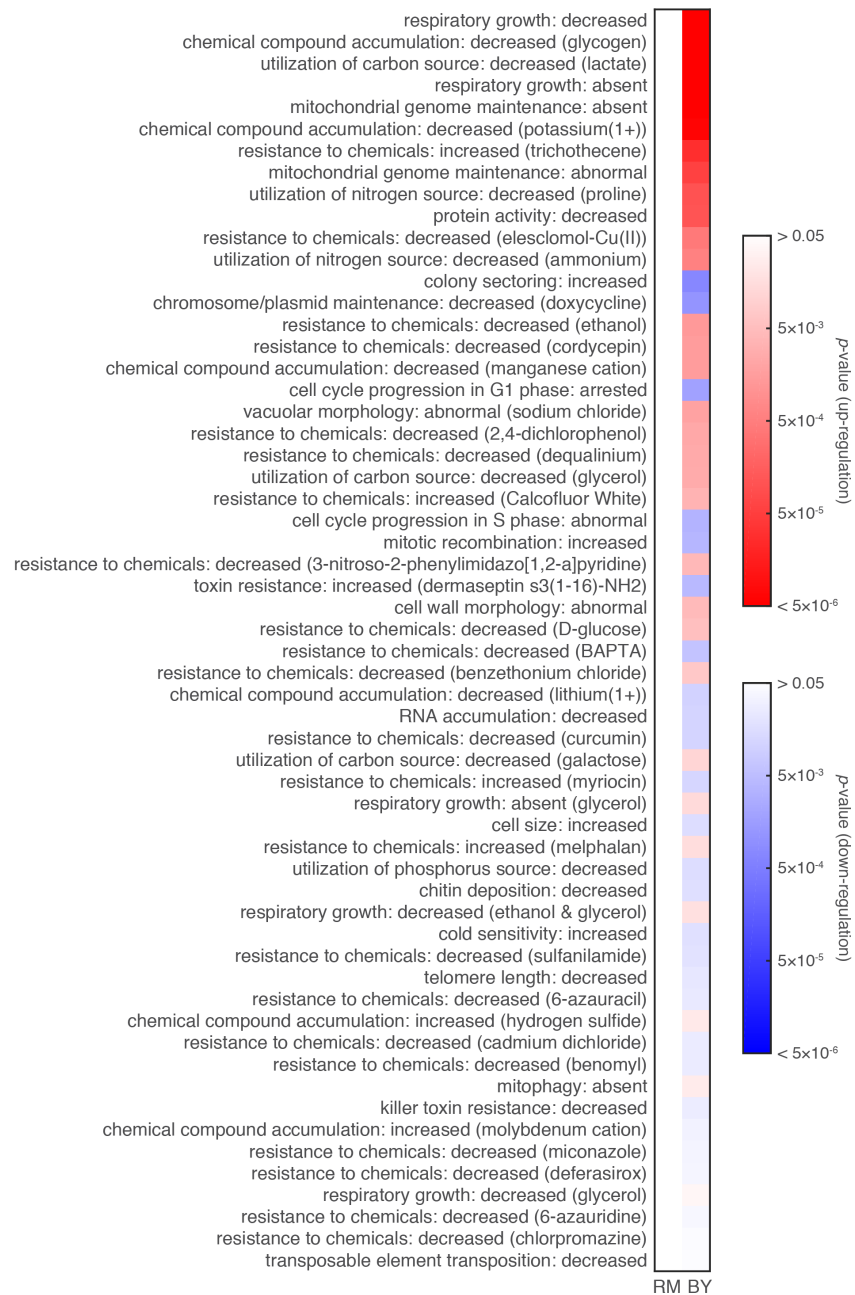 respiratory growth: decreased
chemical compound accumulation: decreased (glycogen)
utilization of carbon source: decreased (lactate)
respiratory growth: absent
mitochondrial genome maintenance: absent
chemical compound accumulation: decreased (potassium(1+))
resistance to chemicals: increased (trichothecene)
mitochondrial genome maintenance: abnormal
utilization of nitrogen source: decreased (proline)
protein activity: decreased
resistance to chemicals: decreased (elesclomol-Cu(II))
utilization of nitrogen source: decreased (ammonium)
colony sectoring: increased
chromosome/plasmid maintenance: decreased (doxycycline)
resistance to chemicals: decreased (ethanol)
resistance to chemicals: decreased (cordycepin)
chemical compound accumulation: decreased (manganese cation)
cell cycle progression in G1 phase: arrested
vacuolar morphology: abnormal (sodium chloride)
resistance to chemicals: decreased (2,4-dichlorophenol)
resistance to chemicals: decreased (dequalinium)
utilization of carbon source: decreased (glycerol)
resistance to chemicals: increased (Calcofluor White)
cell cycle progression in S phase: abnormal
mitotic recombination: increased
resistance to chemicals: decreased (3-nitroso-2-phenylimidazo[1,2-a]pyridine)
toxin resistance: increased (dermaseptin s3(1-16)-NH2)
cell wall morphology: abnormal
resistance to chemicals: decreased (D-glucose)
resistance to chemicals: decreased (BAPTA)
resistance to chemicals: decreased (benzethonium chloride)
chemical compound accumulation: decreased (lithium(1+))
RNA accumulation: decreased
resistance to chemicals: decreased (curcumin)
utilization of carbon source: decreased (galactose)
resistance to chemicals: increased (myriocin)
respiratory growth: absent (glycerol)
cell size: increased
resistance to chemicals: increased (melphalan)
utilization of phosphorus source: decreased
chitin deposition: decreased
respiratory growth: decreased (ethanol & glycerol)
cold sensitivity: increased
resistance to chemicals: decreased (sulfanilamide)
telomere length: decreased
resistance to chemicals: decreased (6-azauracil)
chemical compound accumulation: increased (hydrogen sulfide)
resistance to chemicals: decreased (cadmium dichloride)
resistance to chemicals: decreased (benomyl)
mitophagy: absent
killer toxin resistance: decreased
chemical compound accumulation: increased (molybdenum cation)
resistance to chemicals: decreased (miconazole)
resistance to chemicals: decreased (deferasirox)
respiratory growth: decreased (glycerol)
resistance to chemicals: decreased (6-azauridine)
resistance to chemicals: decreased (chlorpromazine)
transposable element transposition: decreased
RM BY
> 0.05
5×10⁻³
5×10⁻⁴
5×10⁻⁵
< 5×10⁻⁶
p-value (up-regulation)
> 0.05
5×10⁻³
5×10⁻⁴
5×10⁻⁵
< 5×10⁻⁶
p-value (down-regulation)